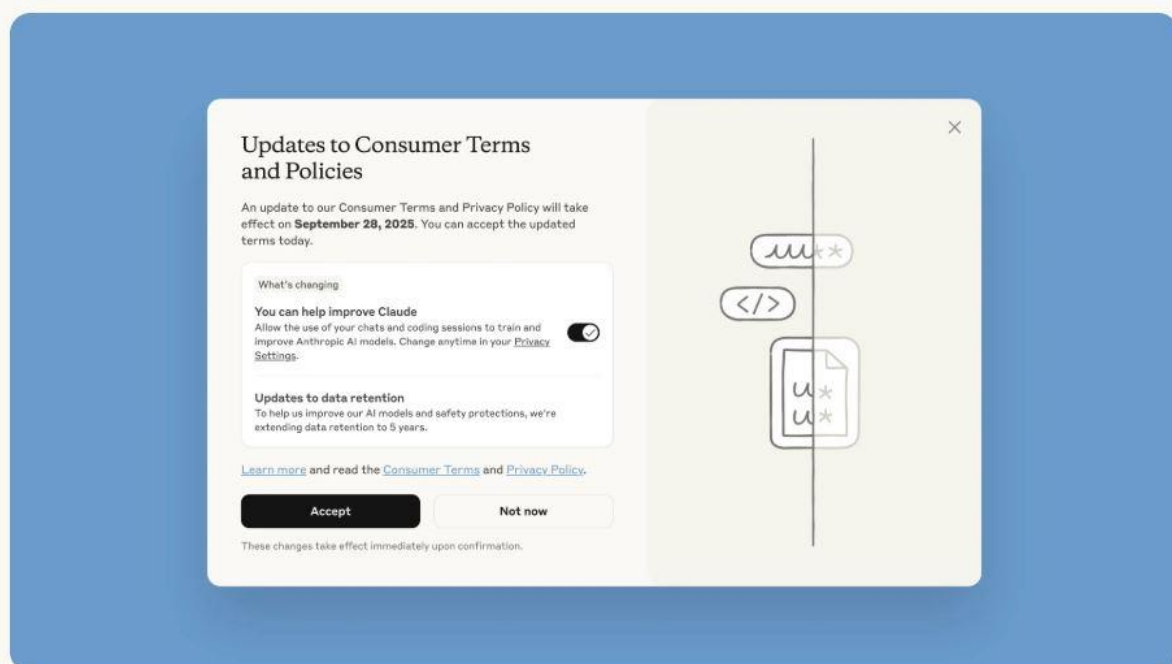 Updates to Consumer Terms
and Policies
An update to our Consumer Terms and Privacy Policy will take
effect on September 28, 2025. You can accept the updated
terms today.
What's changing
You can help improve Claude
Allow the use of your chats and coding sessions to train and
improve Anthropic AI models. Change anytime in your Privacy
Settings.
Updates to data retention
To help us improve our AI models and safety protections, we're
extending data retention to 5 years.
Learn more and read the Consumer Terms and Privacy Policy.
Accept
Not now
These changes take effect immediately upon confirmation.